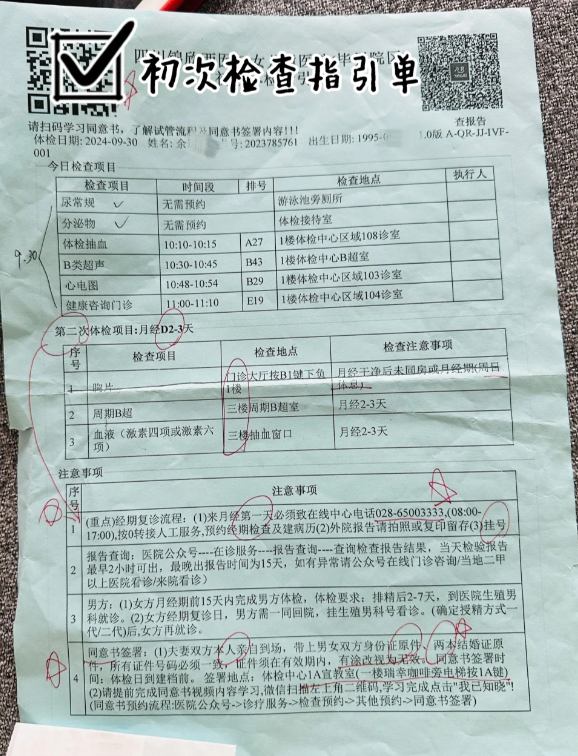 初次检查指引单
请扫码学习同意书，了解试管流程及同意书签署内容!!!
查报告
体检日期: 2024-09-30 姓名: 余 号: 2023785761 出生日期: 1995-0 1.0版 A-QR-JJ-IVF-
001
今日检查项目
检查项目 时间段 排号 检查地点 执行人
尿常规 无需预约 游泳池旁厕所
分泌物 无需预约 体检接待室
9.30
体检抽血 10:10-10:15 A27 1楼体检中心区域108诊室
B类超声 10:30-10:45 B43 1楼体检中心B超室
心电图 10:48-10:54 B29 1楼体检中心区域103诊室
健康咨询门诊 11:00-11:10 E19 1楼体检中心区域104诊室
第二次体检项目:月经D2-3天
序号 检查项目 检查地点 检查注意事项
1 胸片 门诊大厅按B1键下负1楼 月经干净后未同房或月经期(周日休息)
2 周期B超 三楼周期B超室 月经2-3天
3 血液（激素四项或激素六项） 三楼抽血窗口 月经2-3天
注意事项
序号 注意事项
1 (重点)经期复诊流程: (1)来月经第一天必须致在线中心电话028-65003333,(08:00-
17:00),按0转接人工服务,预约经期检查及建病历(2)外院报告请拍照或复印留存(3)挂号
2 报告查询: 医院公众号----在诊服务----报告查询----查询检查报告结果，当天检验报告
最早2小时可出，最晚出报告时间为15天，如有异常请公众号在线门诊咨询/当地二甲
以上医院看诊/来院看诊）
3 男方: (1)女方月经期前15天内完成男方体检，体检要求: 排精后2-7天，到医院生殖男
科就诊。(2)女方经期复诊日，男方需一同回院，挂生殖男科号看诊。(确定授精方式一
代/二代)后,女方再就诊。
4 同意书签署: (1)夫妻双方本人亲自到场，带上男女双方身份证原件、两本结婚证原
件，所有证件号码必须一致，证件须在有效期内，有涂改视为无效。同意书签署时
间: 体检日到建档前。 签署地点: 体检中心1A宣教室(一楼瑞幸咖啡旁电梯按1A键)
(2)请提前完成同意书视频内容学习,微信扫描左上角二维码,学习完成点击"我已知晓"!
(同意书预约流程:医院公众号->诊疗服务->检查预约->其他预约->同意书签署)